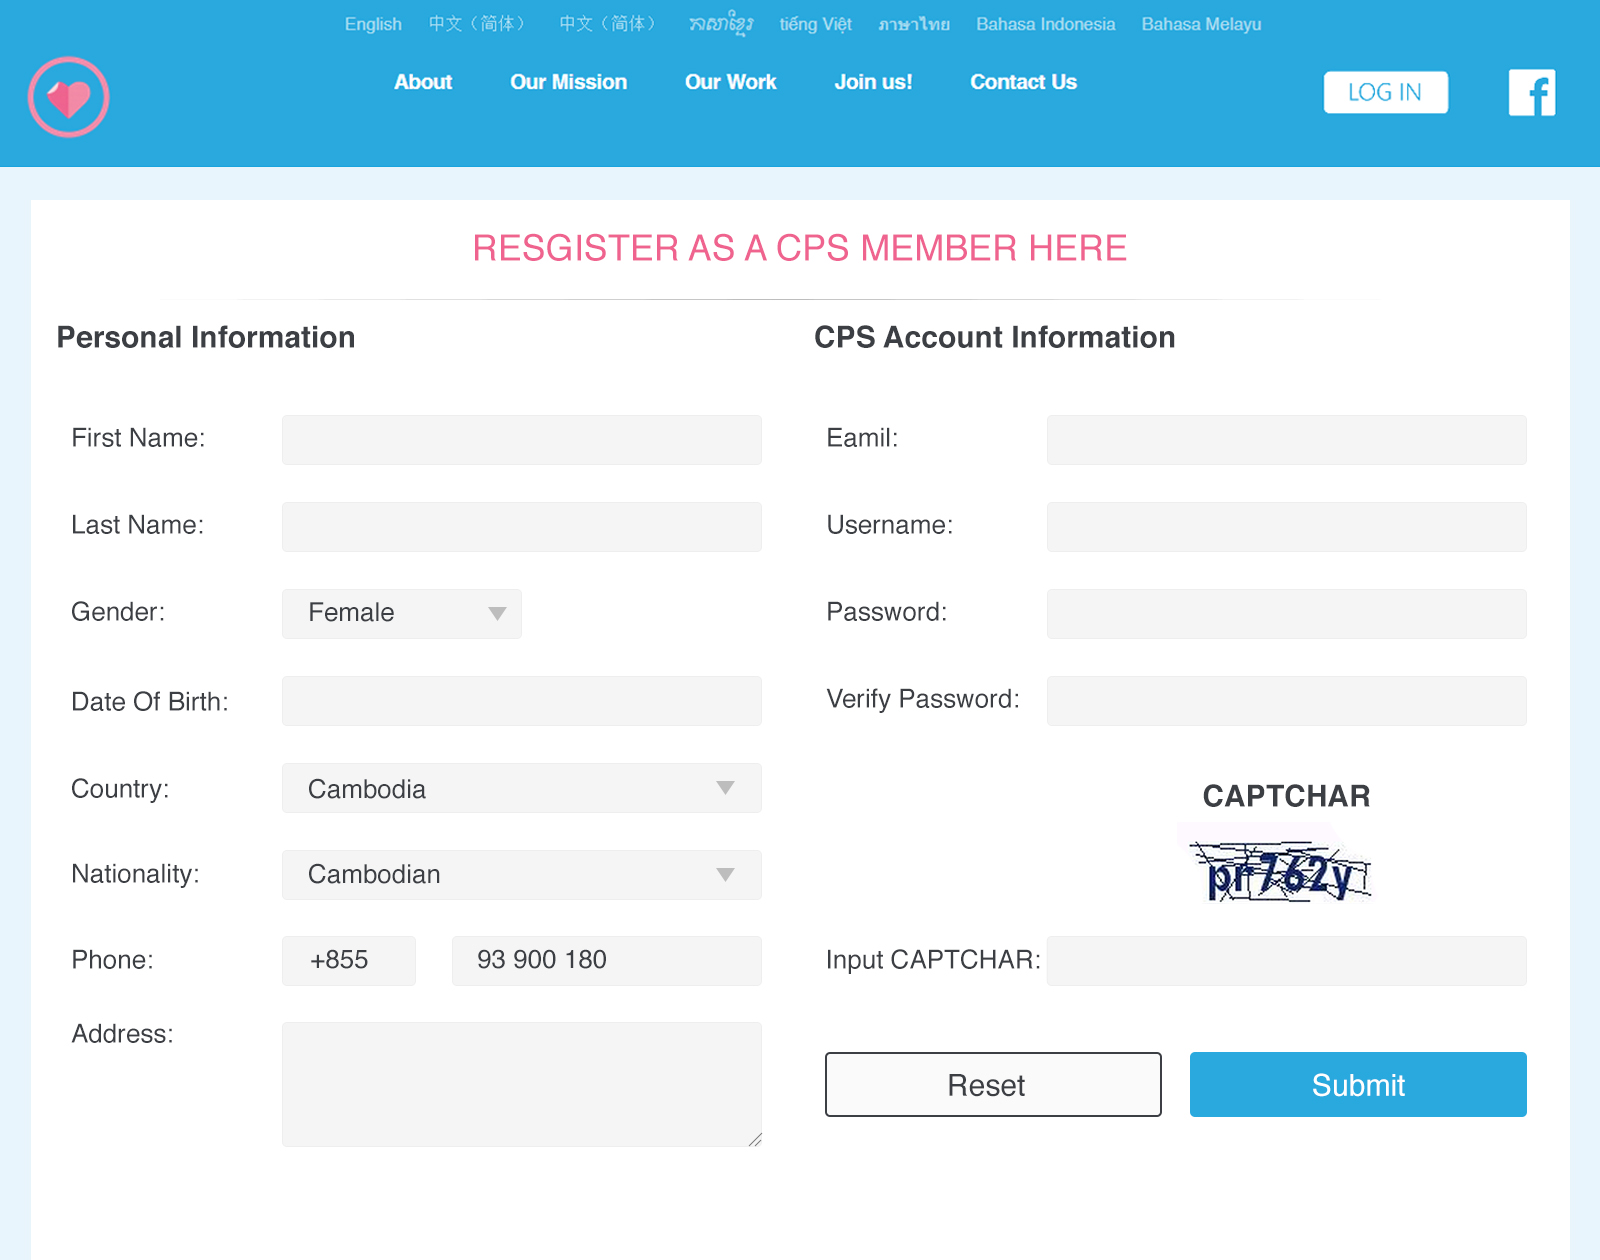 English 中文（简体） 中文（简体） ភាសាខ្មែរ tiếng Việt ภาษาไทย Bahasa Indonesia Bahasa Melayu
About Our Mission Our Work Join us! Contact Us
LOG IN
f
RESGISTER AS A CPS MEMBER HERE
Personal Information
CPS Account Information
First Name:
Last Name:
Gender: Female
Date Of Birth:
Country: Cambodia
Nationality: Cambodian
Phone: +855 93 900 180
Address:
Eamil:
Username:
Password:
Verify Password:
CAPTCHAR
pr762y
Input CAPTCHAR:
Reset Submit